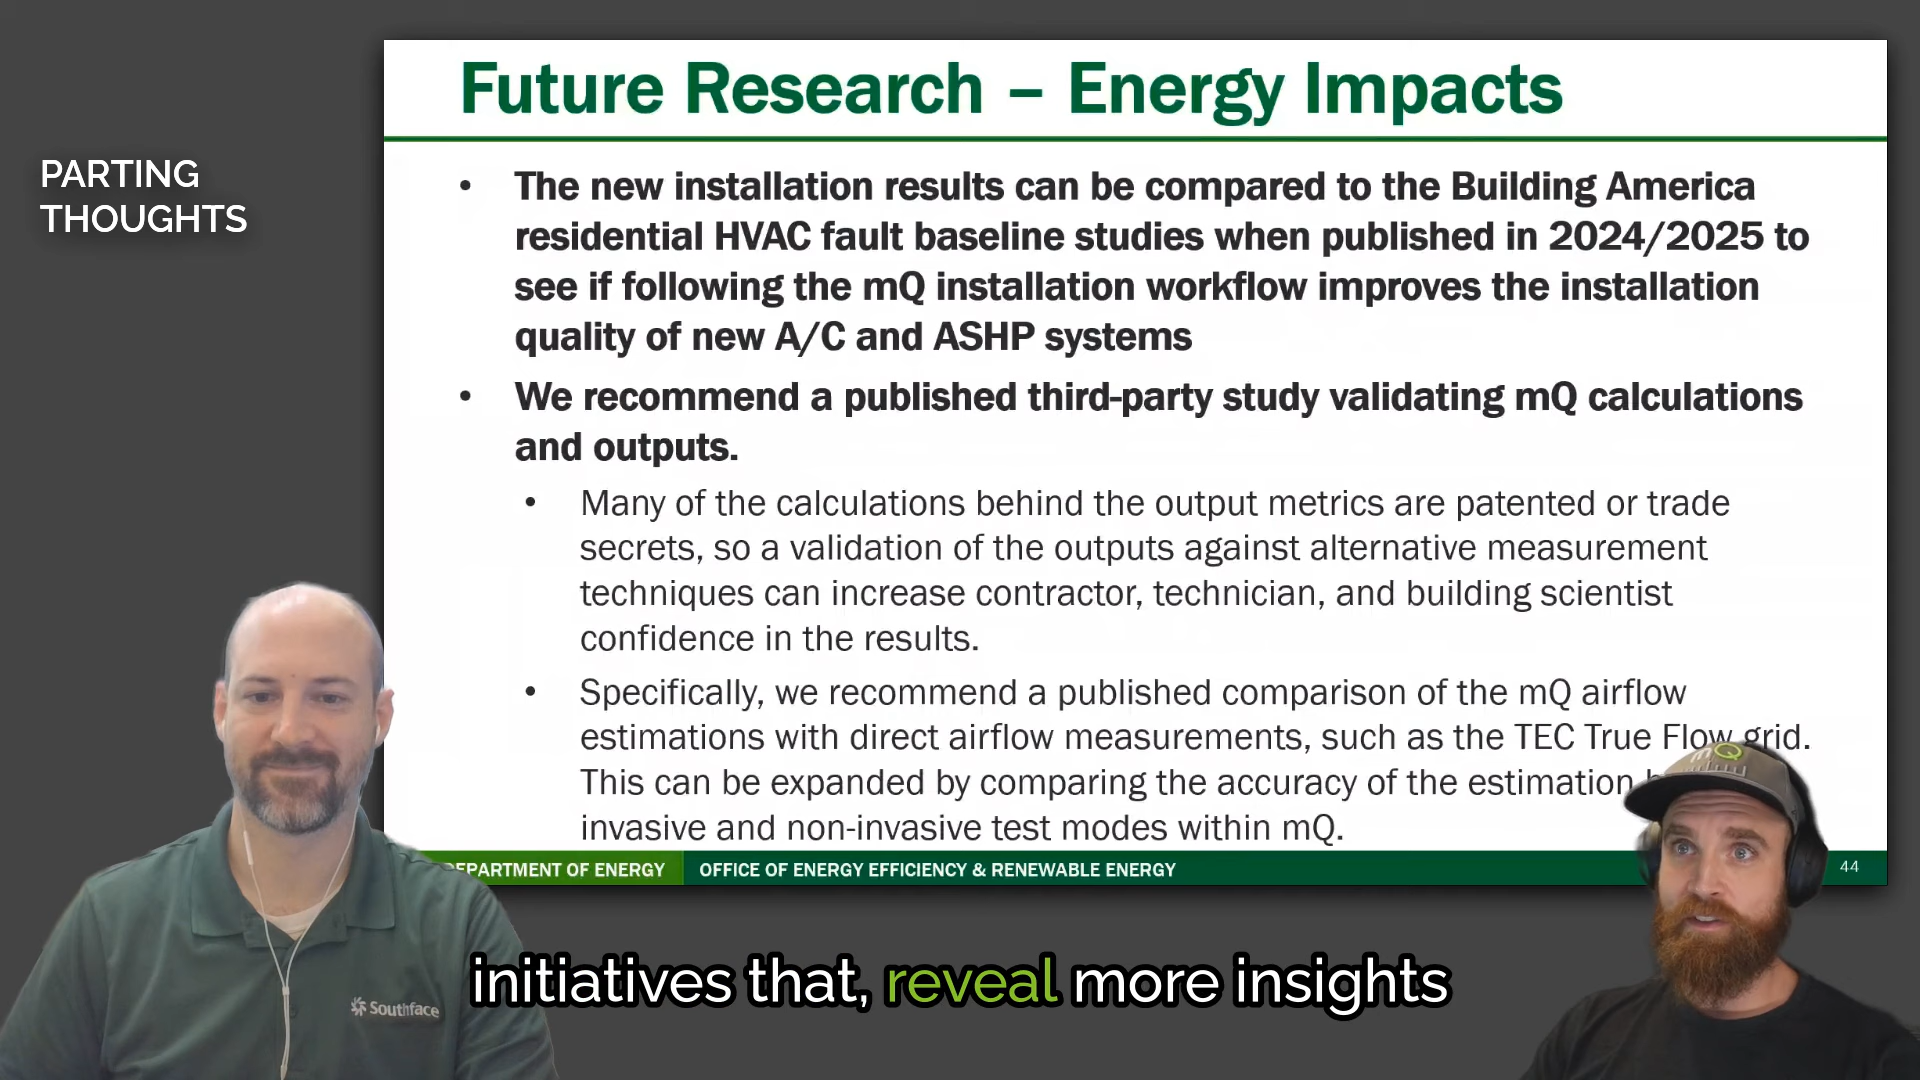 PARTING
THOUGHTS
Future Research – Energy Impacts
• The new installation results can be compared to the Building America
residential HVAC fault baseline studies when published in 2024/2025 to
see if following the mQ installation workflow improves the installation
quality of new A/C and ASHP systems
• We recommend a published third-party study validating mQ calculations
and outputs.
• Many of the calculations behind the output metrics are patented or trade
secrets, so a validation of the outputs against alternative measurement
techniques can increase contractor, technician, and building scientist
confidence in the results.
• Specifically, we recommend a published comparison of the mQ airflow
estimations with direct airflow measurements, such as the TEC True Flow grid.
This can be expanded by comparing the accuracy of the estimation
invasive and non-invasive test modes within mQ.
EPARTMENT OF ENERGY OFFICE OF ENERGY EFFICIENCY & RENEWABLE ENERGY 44
mQ
Southface
initiatives that, reveal more insights